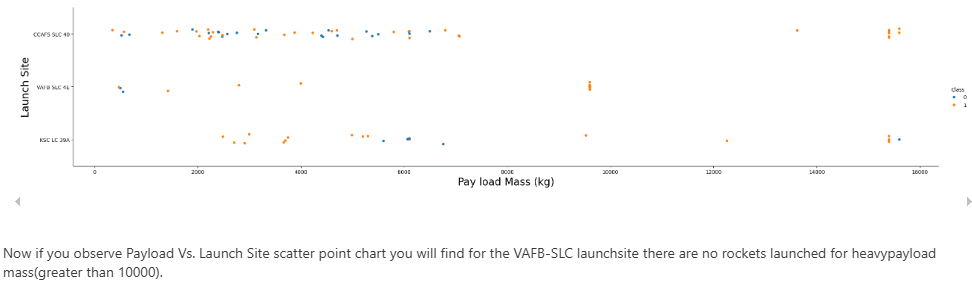 CCAFS SLC 40
VAFB SLC 4E
KSC LC 39A
Launch Site
0 2000 4000 6000 8000 10000 12000 14000 16000
Pay load Mass (kg)
Class
0
1
Now if you observe Payload Vs. Launch Site scatter point chart you will find for the VAFB-SLC launchsite there are no rockets launched for heavypayload
mass(greater than 10000).